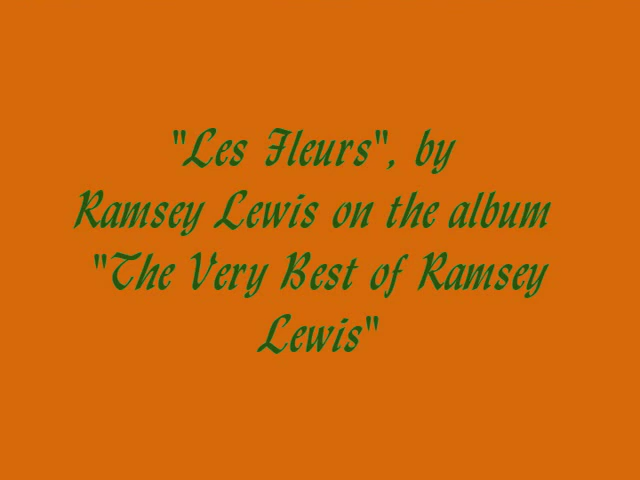 "Les Fleurs", by
Ramsey Lewis on the album
"The Very Best of Ramsey
Lewis"